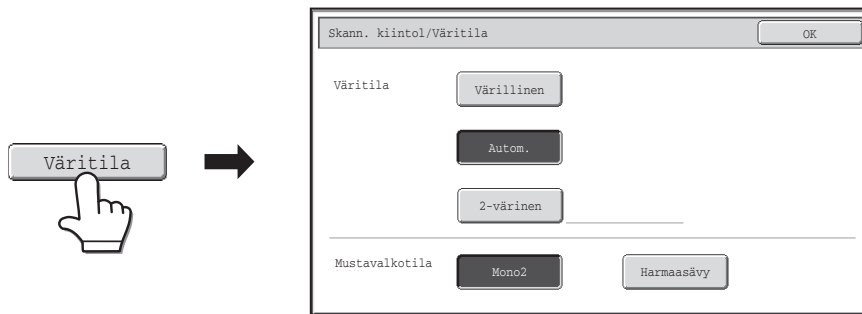 Väritila
Skann. kiintol/Väritila OK
Väritila Värillinen
Autom.
2-värinen
Mustavalkotila Mono2 Harmaasävy